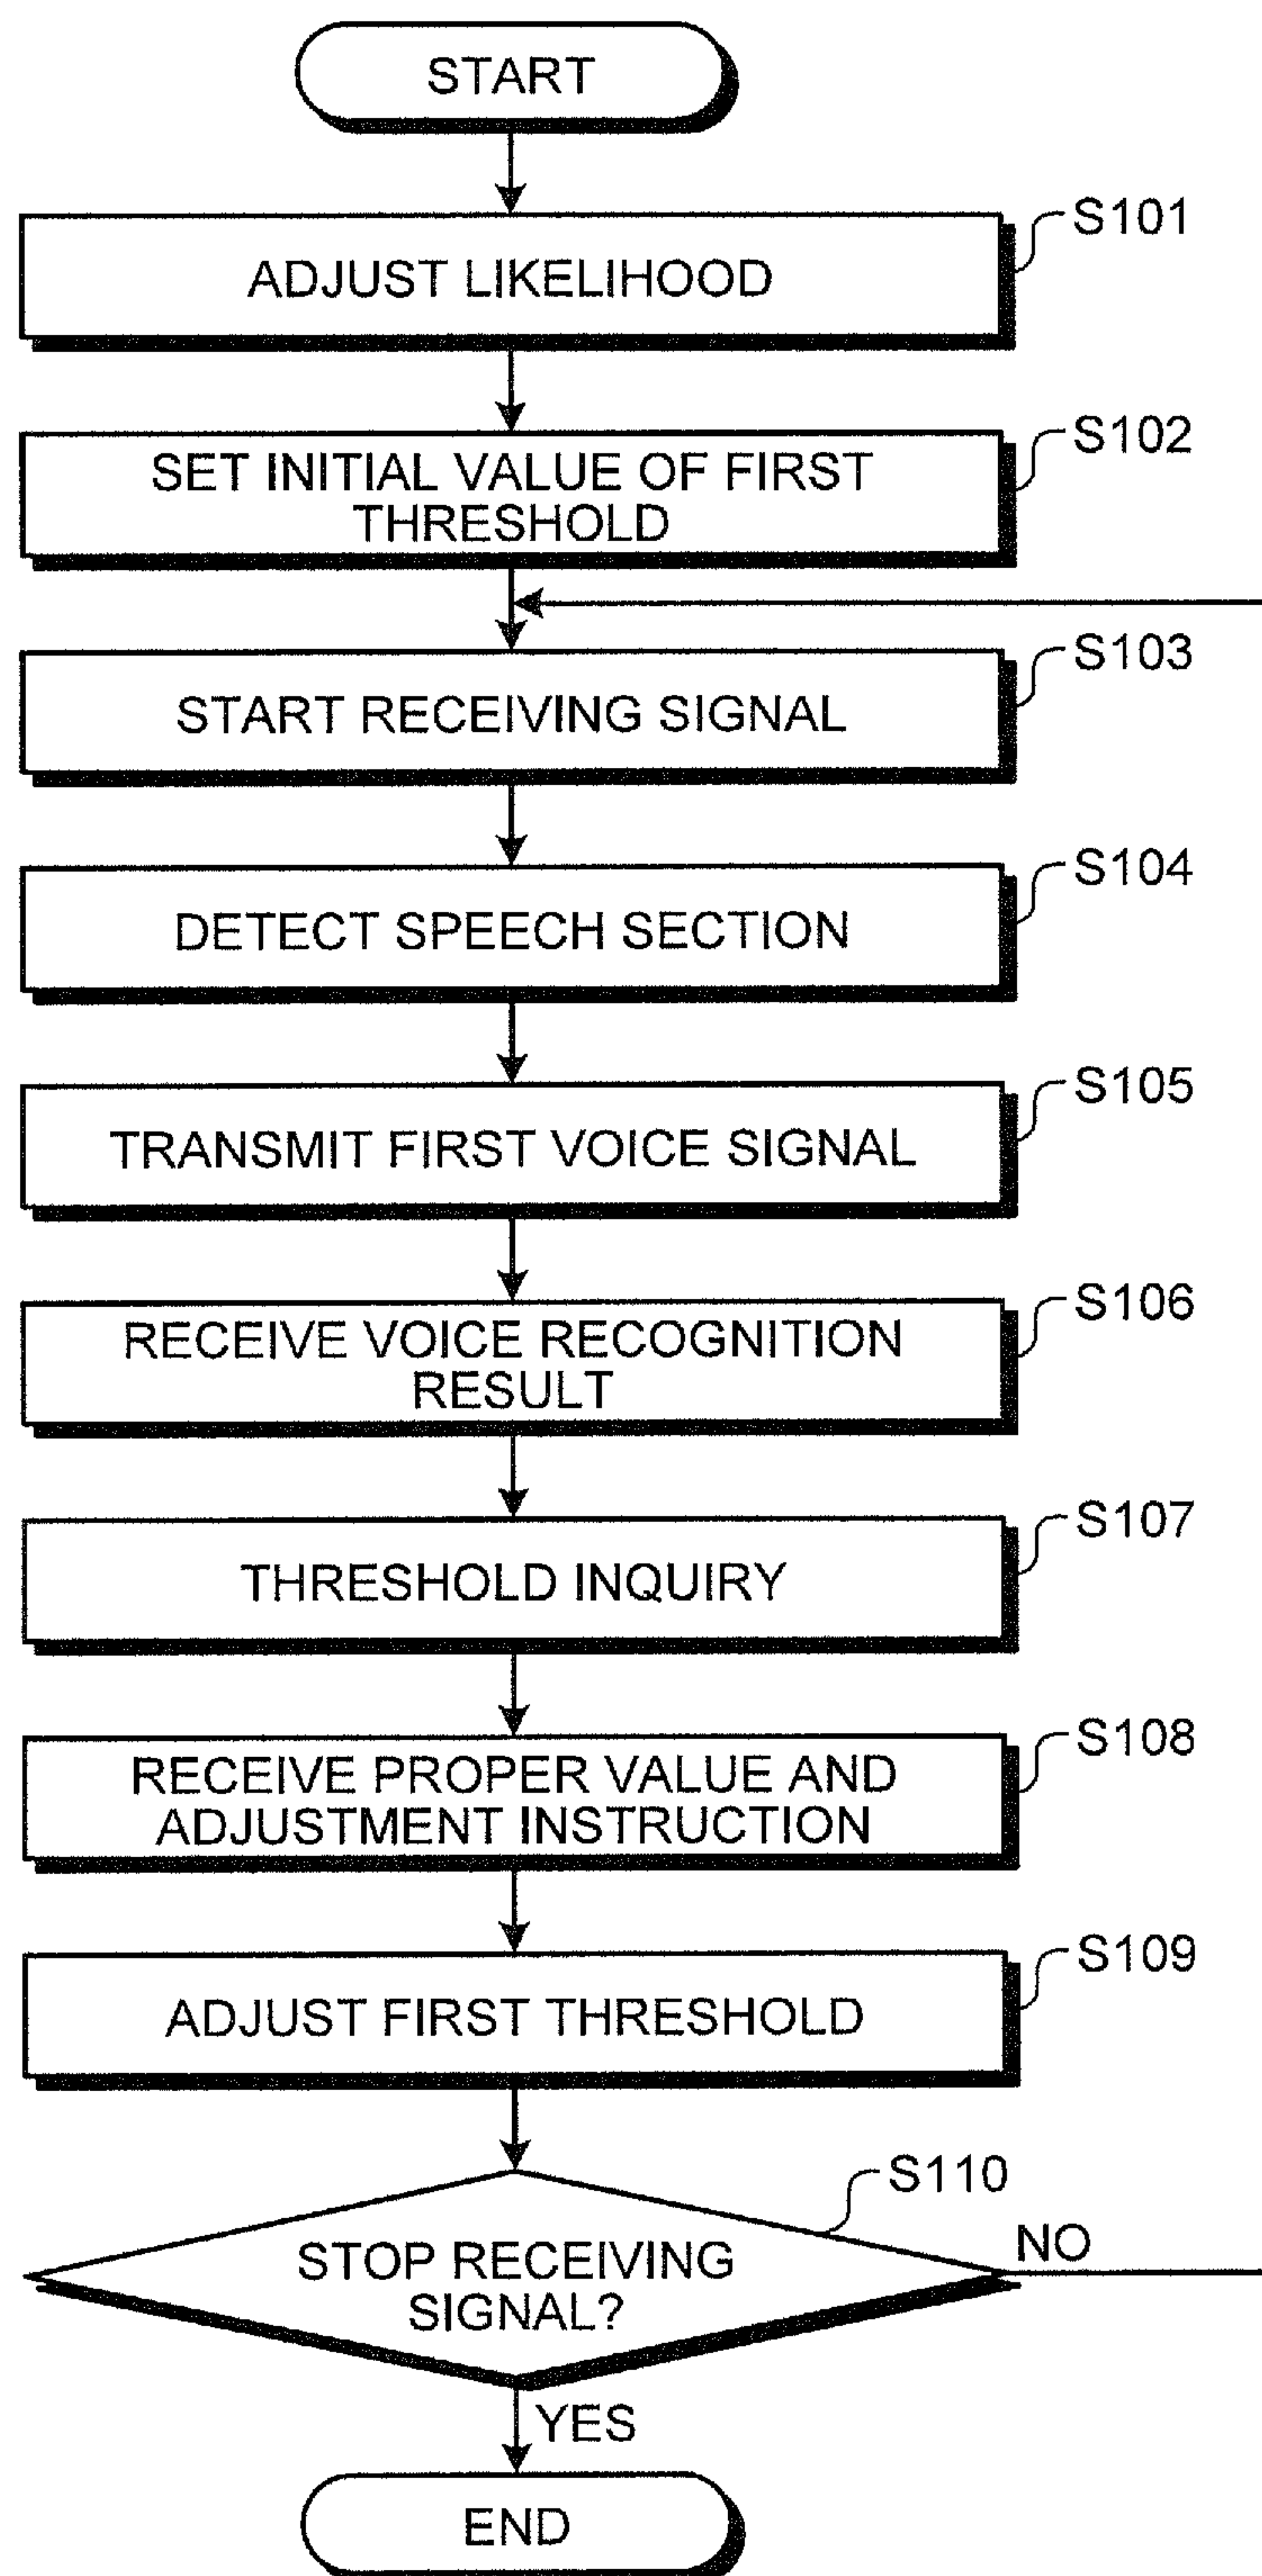 START
S101
ADJUST LIKELIHOOD
S102
SET INITIAL VALUE OF FIRST
THRESHOLD
S103
START RECEIVING SIGNAL
S104
DETECT SPEECH SECTION
S105
TRANSMIT FIRST VOICE SIGNAL
S106
RECEIVE VOICE RECOGNITION
RESULT
S107
THRESHOLD INQUIRY
S108
RECEIVE PROPER VALUE AND
ADJUSTMENT INSTRUCTION
S109
ADJUST FIRST THRESHOLD
S110
NO
STOP RECEIVING
SIGNAL?
YES
END